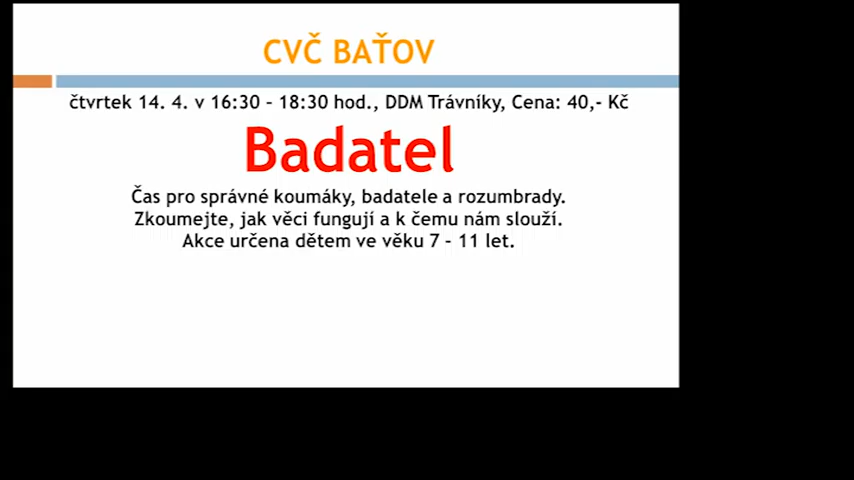 CVČ BAŤOV
čtvrtek 14. 4. v 16:30 – 18:30 hod., DDM Trávníky, Cena: 40,- Kč
Badatel
Čas pro správné koumáky, badatele a rozumbrady.
Zkoumejte, jak věci fungují a k čemu nám slouží.
Akce určena dětem ve věku 7 – 11 let.